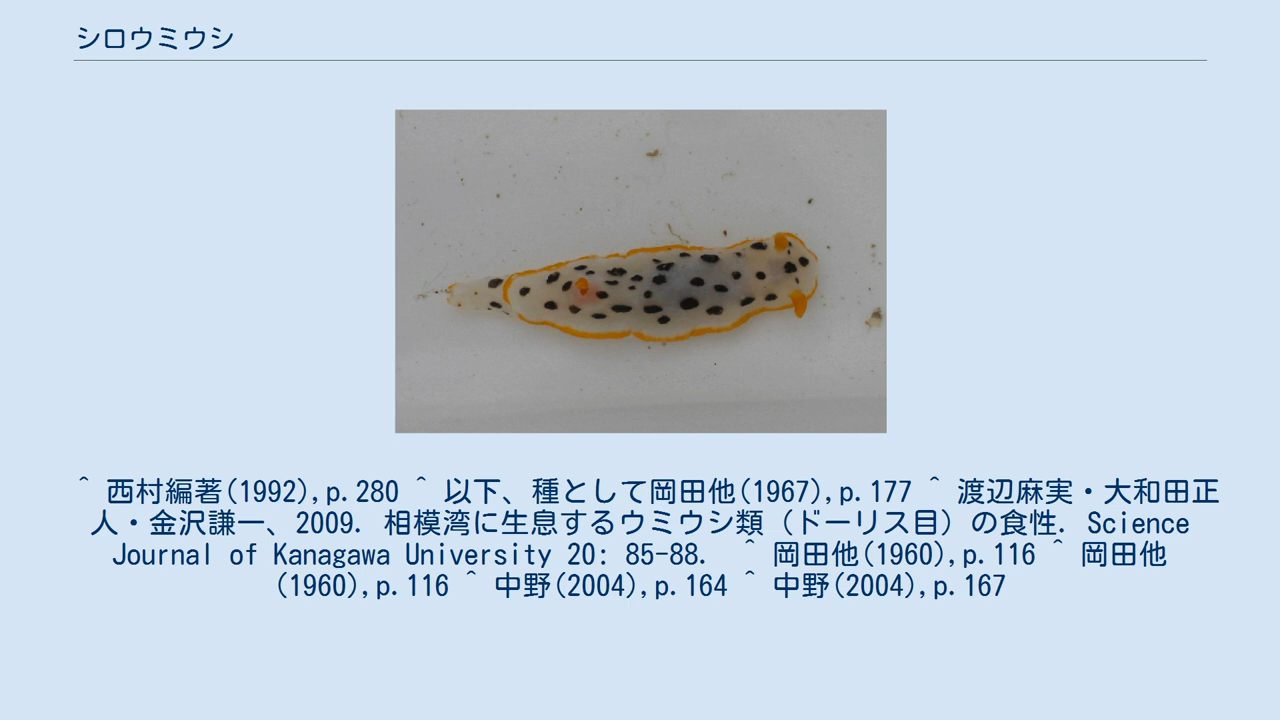 シロウミウシ
^ 西村編著(1992),p.280 ^ 以下、種として岡田他(1967),p.177 ^ 渡辺麻実・大和田正
人・金沢謙一、2009. 相模湾に生息するウミウシ類（ドーリス目）の食性. Science
Journal of Kanagawa University 20: 85-88. ^ 岡田他(1960),p.116 ^ 岡田他
(1960),p.116 ^ 中野(2004),p.164 ^ 中野(2004),p.167